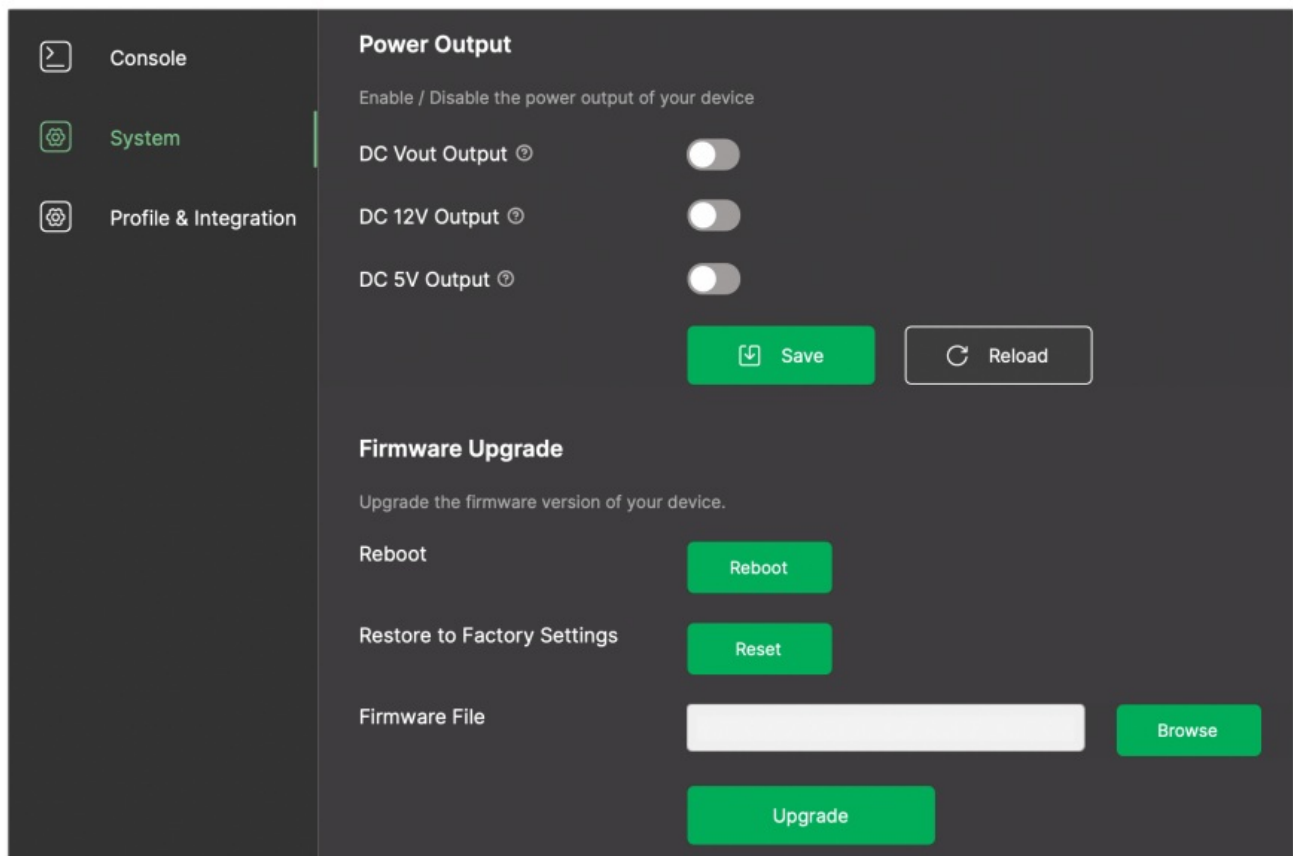 Console
System
Profile & Integration
Power Output
Enable / Disable the power output of your device
DC Vout Output
DC 12V Output
DC 5V Output
Save
Reload
Firmware Upgrade
Upgrade the firmware version of your device.
Reboot
Reboot
Restore to Factory Settings
Reset
Firmware File
Browse
Upgrade